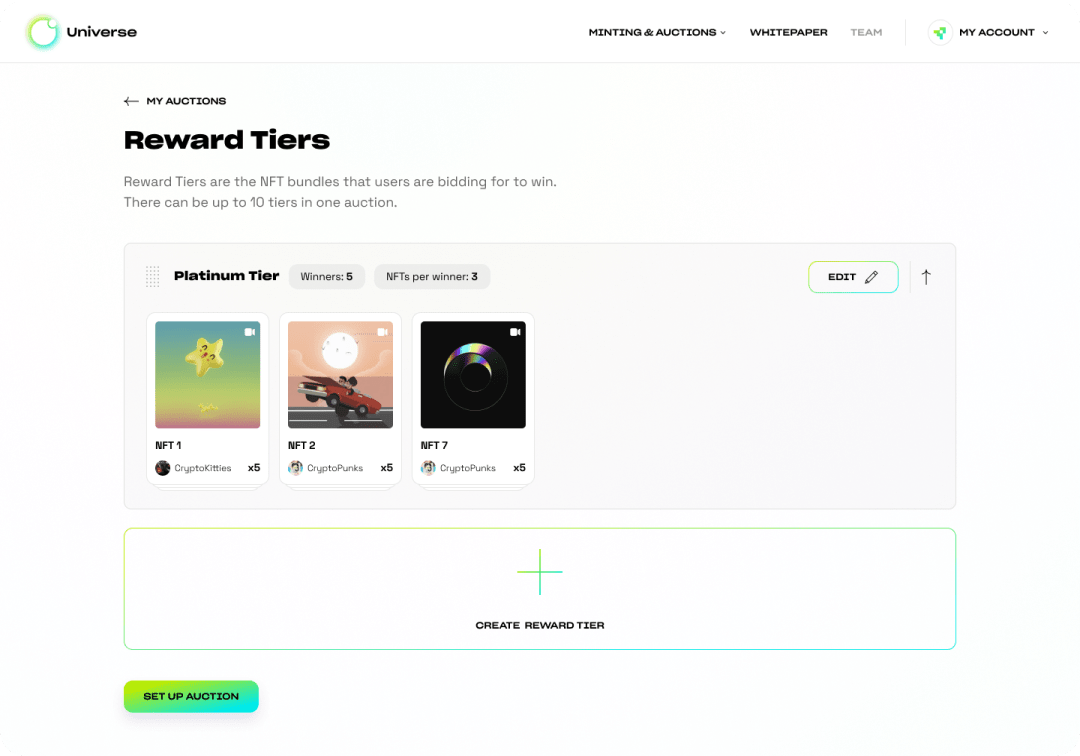 Universe
MINTING & AUCTIONS
WHITEPAPER
TEAM
MY ACCOUNT
MY AUCTIONS
Reward Tiers
Reward Tiers are the NFT bundles that users are bidding for to win.
There can be up to 10 tiers in one auction.
Platinum Tier
Winners: 5
NFTs per winner: 3
EDIT
NFT 1
CryptoKitties
x5
NFT 2
CryptoPunks
x5
NFT 7
CryptoPunks
x5
CREATE REWARD TIER
SET UP AUCTION